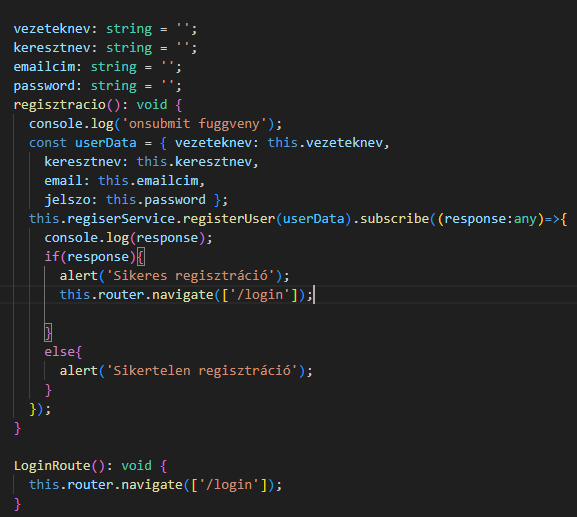 vezeteknev: string = '';
keresztnev: string = '';
emailcim: string = '';
password: string = '';
regisztracio(): void {
console.log('onsubmit fuggveny');
const userData = { vezeteknev: this.vezeteknev,
keresztnev: this.keresztnev,
email: this.emailcim,
jelszo: this.password };
this.regiserService.registerUser(userData).subscribe((response:any)=>{
console.log(response);
if(response){
alert('Sikeres regisztráció');
this.router.navigate(['/login']);
}
else{
alert('Sikertelen regisztráció');
}
});
}
LoginRoute(): void {
this.router.navigate(['/login']);
}